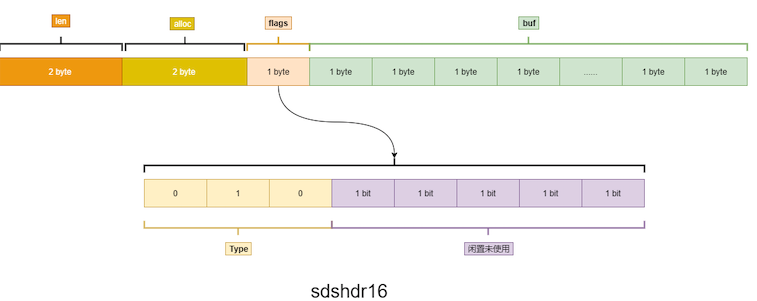 len alloc flags buf
2 byte 2 byte 1 byte 1 byte 1 byte 1 byte 1 byte ...... 1 byte 1 byte
0 1 0 1 bit 1 bit 1 bit 1 bit 1 bit
Type 闲置未使用
sdshdr16